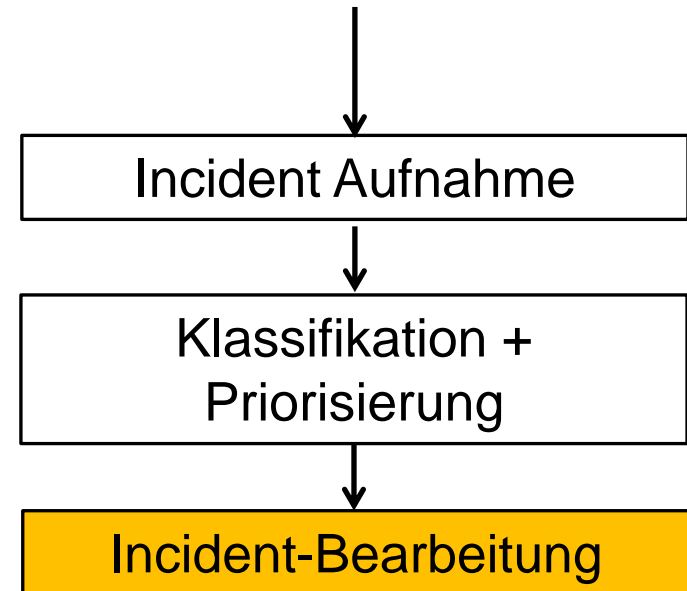 Incident Aufnahme
Klassifikation +
Priorisierung
Incident-Bearbeitung